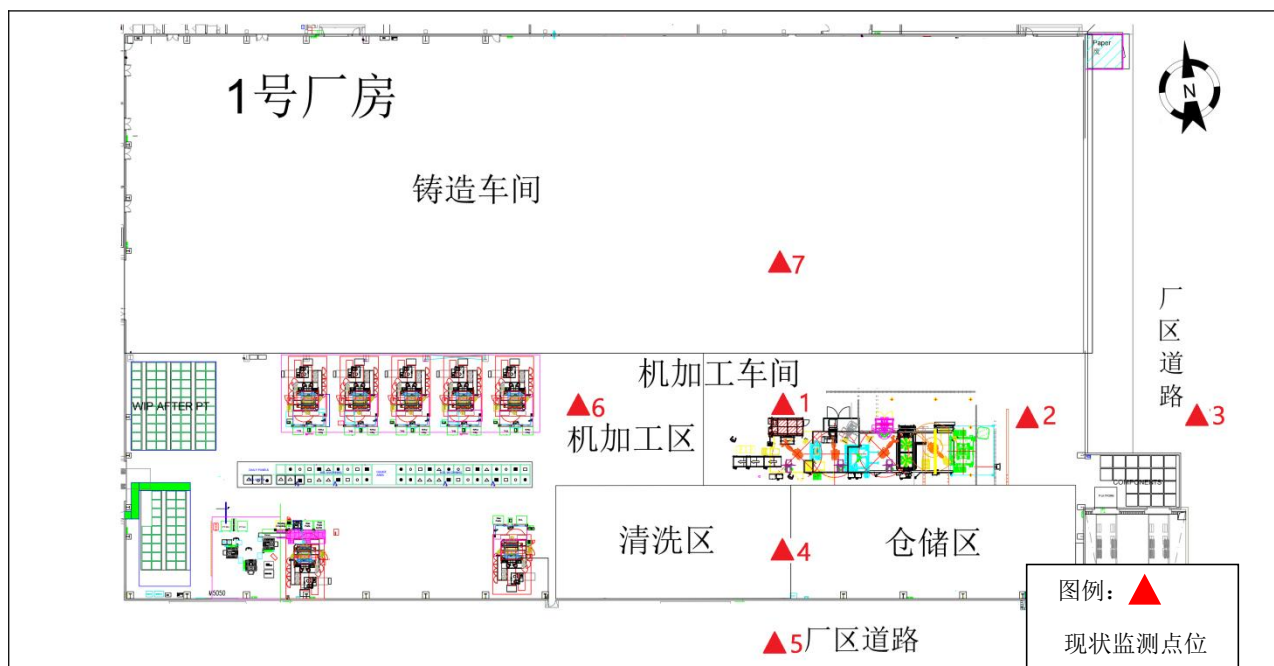 Paper
1号厂房
N
铸造车间
7
厂区道路
机加工车间
WIP AFTER PT
6
1
2
3
机加工区
COMPONENTS
清洗区
4
仓储区
M5050
图例：
现状监测点位
5
厂区道路